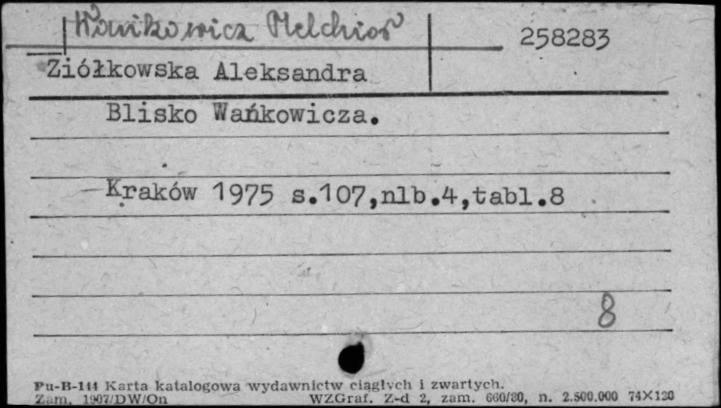 Wańkowicz Melchior
258283
Ziółkowska Aleksandra
Blisko Wańkowicza.
Kraków 1975 s.107,nlb.4,tabl.8
8
Pu-B-144 Karta katalogowa wydawnictw ciągłych i zwartych.
Zam. 1907/DW/On WZGraf. Z-d 2, zam. 660/80, n. 2.500.000 74X120